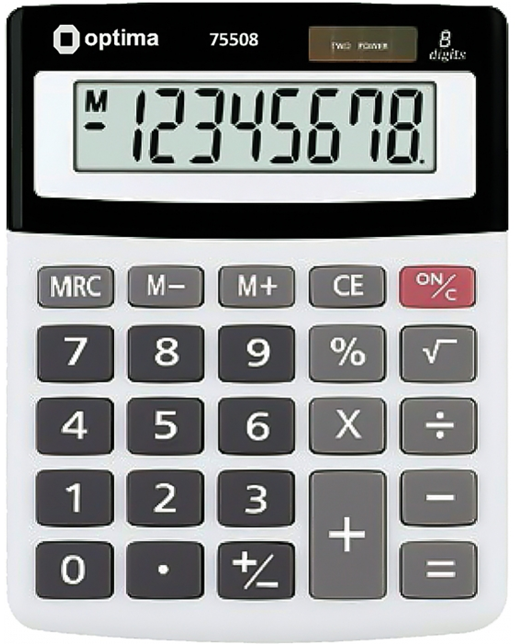 optima 75508 TWO POWER 8 digits
M
- 12345678.
MRC M− M+ CE ON/C
7 8 9 % √
4 5 6 X ÷
1 2 3 −
+
0 . +/− =